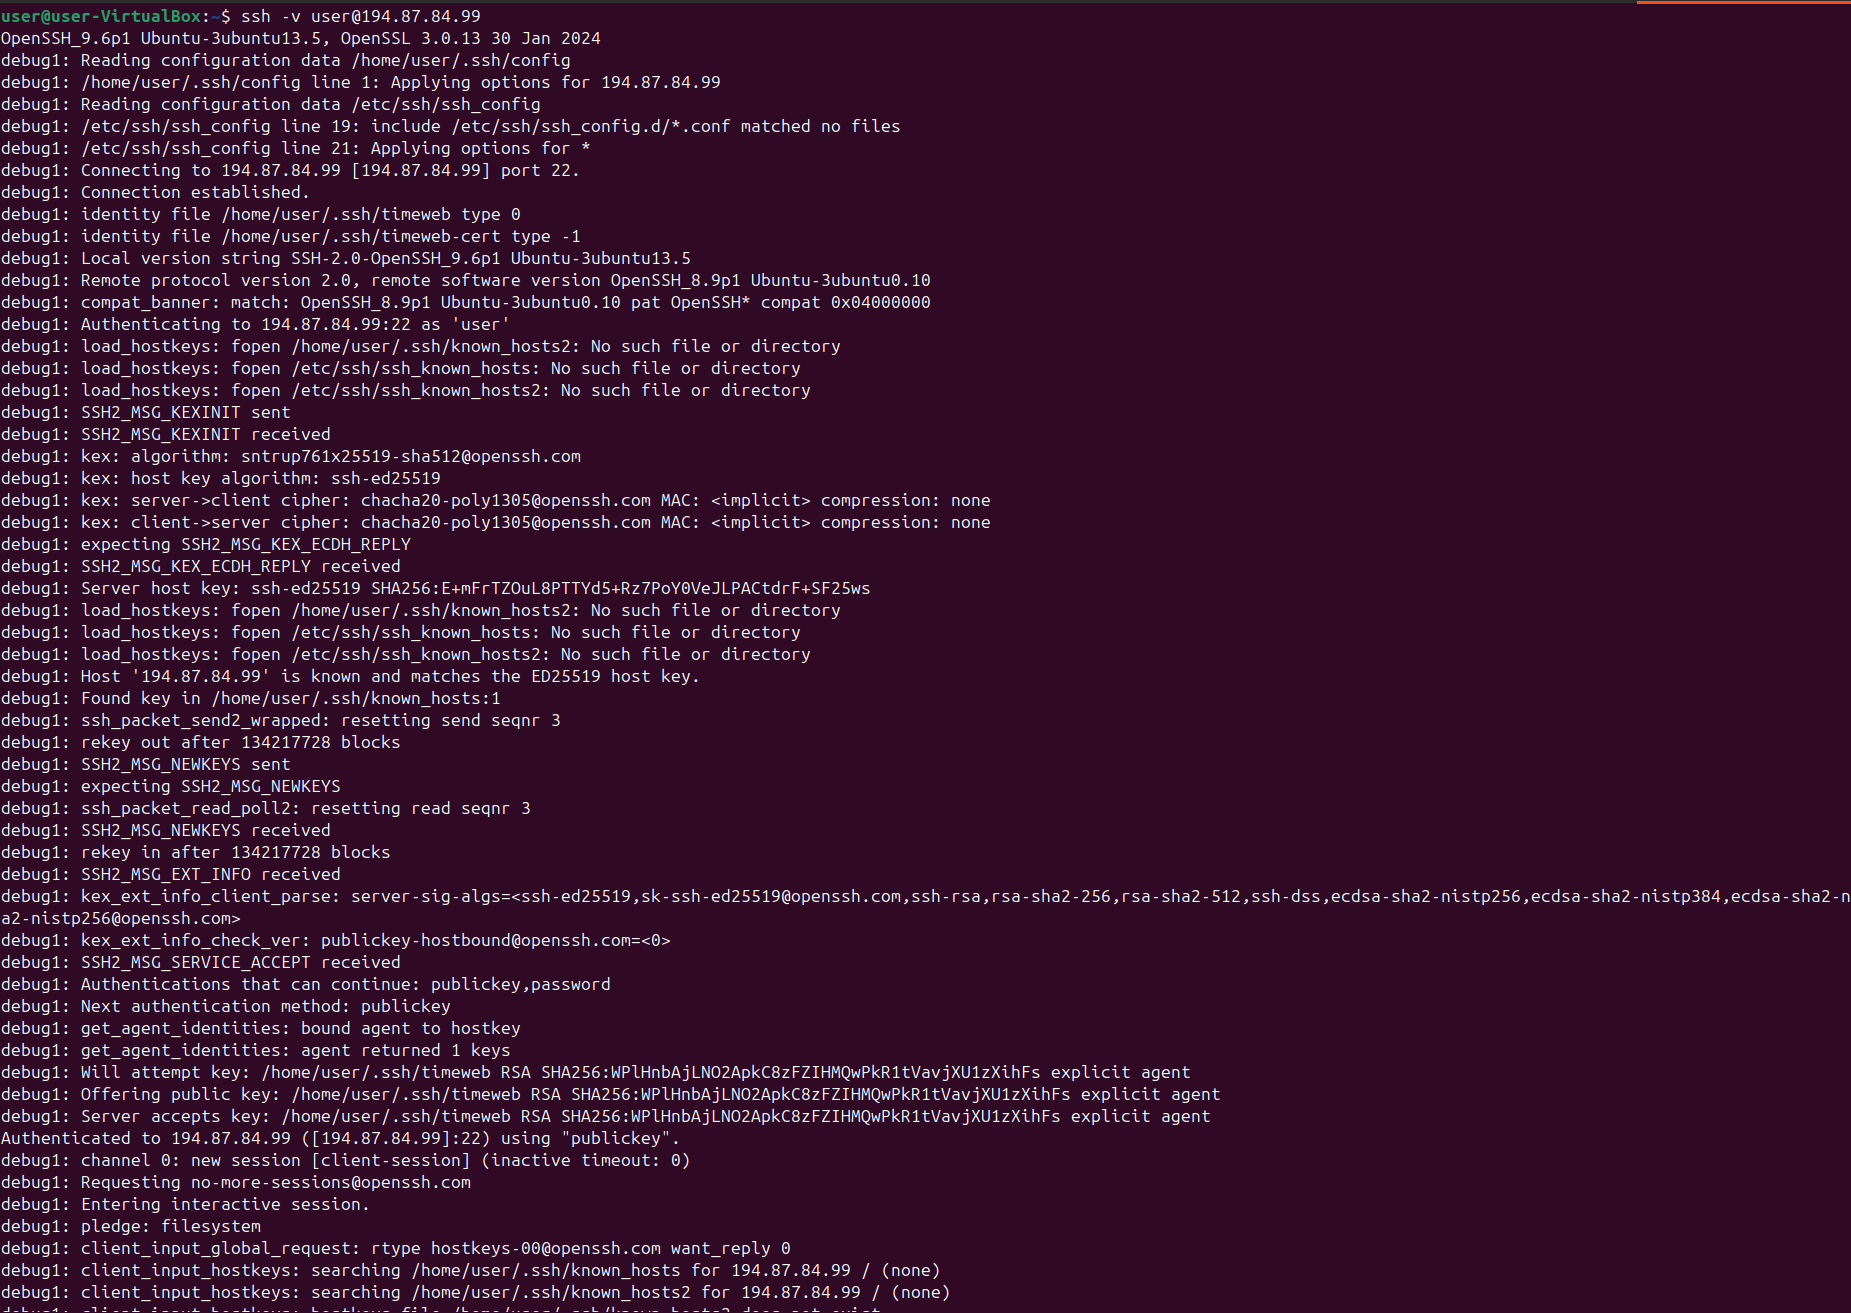 user@user-VirtualBox:~$ ssh -v user@194.87.84.99
OpenSSH_9.6p1 Ubuntu-3ubuntu13.5, OpenSSL 3.0.13 30 Jan 2024
debug1: Reading configuration data /home/user/.ssh/config
debug1: /home/user/.ssh/config line 1: Applying options for 194.87.84.99
debug1: Reading configuration data /etc/ssh/ssh_config
debug1: /etc/ssh/ssh_config line 19: include /etc/ssh/ssh_config.d/*.conf matched no files
debug1: /etc/ssh/ssh_config line 21: Applying options for *
debug1: Connecting to 194.87.84.99 [194.87.84.99] port 22.
debug1: Connection established.
debug1: identity file /home/user/.ssh/timeweb type 0
debug1: identity file /home/user/.ssh/timeweb-cert type -1
debug1: Local version string SSH-2.0-OpenSSH_9.6p1 Ubuntu-3ubuntu13.5
debug1: Remote protocol version 2.0, remote software version OpenSSH_8.9p1 Ubuntu-3ubuntu0.10
debug1: compat_banner: match: OpenSSH_8.9p1 Ubuntu-3ubuntu0.10 pat OpenSSH* compat 0x04000000
debug1: Authenticating to 194.87.84.99:22 as 'user'
debug1: load_hostkeys: fopen /home/user/.ssh/known_hosts2: No such file or directory
debug1: load_hostkeys: fopen /etc/ssh/ssh_known_hosts: No such file or directory
debug1: load_hostkeys: fopen /etc/ssh/ssh_known_hosts2: No such file or directory
debug1: SSH2_MSG_KEXINIT sent
debug1: SSH2_MSG_KEXINIT received
debug1: kex: algorithm: sntrup761x25519-sha512@openssh.com
debug1: kex: host key algorithm: ssh-ed25519
debug1: kex: server->client cipher: chacha20-poly1305@openssh.com MAC: <implicit> compression: none
debug1: kex: client->server cipher: chacha20-poly1305@openssh.com MAC: <implicit> compression: none
debug1: expecting SSH2_MSG_KEX_ECDH_REPLY
debug1: SSH2_MSG_KEX_ECDH_REPLY received
debug1: Server host key: ssh-ed25519 SHA256:E+mFrTZOuL8PTTYd5+Rz7PoY0VeJLPACtdrF+SF25ws
debug1: load_hostkeys: fopen /home/user/.ssh/known_hosts2: No such file or directory
debug1: load_hostkeys: fopen /etc/ssh/ssh_known_hosts: No such file or directory
debug1: load_hostkeys: fopen /etc/ssh/ssh_known_hosts2: No such file or directory
debug1: Host '194.87.84.99' is known and matches the ED25519 host key.
debug1: Found key in /home/user/.ssh/known_hosts:1
debug1: ssh_packet_send2_wrapped: resetting send seqnr 3
debug1: rekey out after 134217728 blocks
debug1: SSH2_MSG_NEWKEYS sent
debug1: expecting SSH2_MSG_NEWKEYS
debug1: ssh_packet_read_poll2: resetting read seqnr 3
debug1: SSH2_MSG_NEWKEYS received
debug1: rekey in after 134217728 blocks
debug1: SSH2_MSG_EXT_INFO received
debug1: kex_ext_info_client_parse: server-sig-algs=<ssh-ed25519,sk-ssh-ed25519@openssh.com,ssh-rsa,rsa-sha2-256,rsa-sha2-512,ssh-dss,ecdsa-sha2-nistp256,ecdsa-sha2-nistp384,ecdsa-sha2-n
a2-nistp256@openssh.com>
debug1: kex_ext_info_check_ver: publickey-hostbound@openssh.com=<0>
debug1: SSH2_MSG_SERVICE_ACCEPT received
debug1: Authentications that can continue: publickey,password
debug1: Next authentication method: publickey
debug1: get_agent_identities: bound agent to hostkey
debug1: get_agent_identities: agent returned 1 keys
debug1: Will attempt key: /home/user/.ssh/timeweb RSA SHA256:WPlHnbAjLNO2ApkC8zFZIHMQwPkR1tVavjXU1zXihFs explicit agent
debug1: Offering public key: /home/user/.ssh/timeweb RSA SHA256:WPlHnbAjLNO2ApkC8zFZIHMQwPkR1tVavjXU1zXihFs explicit agent
debug1: Server accepts key: /home/user/.ssh/timeweb RSA SHA256:WPlHnbAjLNO2ApkC8zFZIHMQwPkR1tVavjXU1zXihFs explicit agent
Authenticated to 194.87.84.99 ([194.87.84.99]:22) using "publickey".
debug1: channel 0: new session [client-session] (inactive timeout: 0)
debug1: Requesting no-more-sessions@openssh.com
debug1: Entering interactive session.
debug1: pledge: filesystem
debug1: client_input_global_request: rtype hostkeys-00@openssh.com want_reply 0
debug1: client_input_hostkeys: searching /home/user/.ssh/known_hosts for 194.87.84.99 / (none)
debug1: client_input_hostkeys: searching /home/user/.ssh/known_hosts2 for 194.87.84.99 / (none)